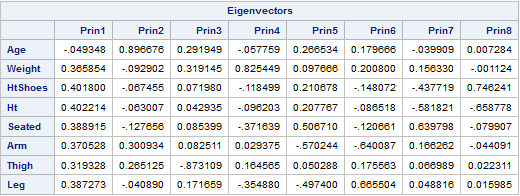 Eigenvectors
Prin1 Prin2 Prin3 Prin4 Prin5 Prin6 Prin7 Prin8
Age -.049348 0.896676 0.291949 -.057759 0.266534 0.179666 -.039909 0.007284
Weight 0.365854 -.092902 0.319145 0.825449 0.097666 0.200800 0.156330 -.001124
HtShoes 0.401800 -.067455 0.071980 -.118499 0.210678 -.148072 -.437719 0.746241
Ht 0.402214 -.063007 0.042935 -.096203 0.207767 -.086518 -.581821 -.658778
Seated 0.388915 -.127656 0.085399 -.371639 0.506710 -.120661 0.639798 -.079907
Arm 0.370528 0.300934 0.082511 0.029375 -.570244 -.640087 0.166262 -.044091
Thigh 0.319328 0.265125 -.873109 0.164565 0.050288 0.175563 0.066989 0.022311
Leg 0.387273 -.040890 0.171659 -.354880 -.497400 0.665504 0.048816 0.015985